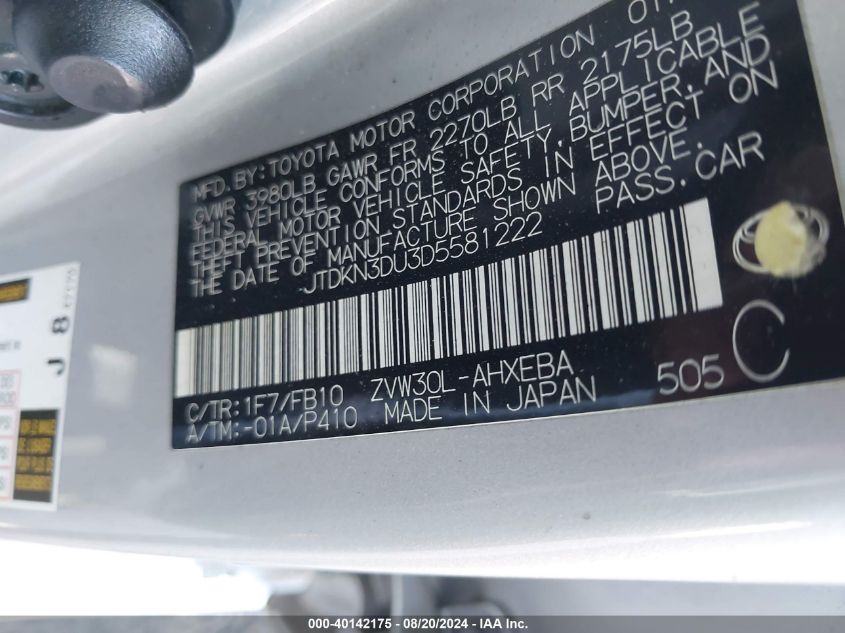 MFD. BY: TOYOTA MOTOR CORPORATION
GVWR 3980LB GAWR FR 2270LB RR 2175LB
THIS VEHICLE CONFORMS TO ALL APPLICABLE
FEDERAL MOTOR VEHICLE SAFETY, BUMPER, AND
THEFT PREVENTION STANDARDS IN EFFECT ON
THE DATE OF MANUFACTURE SHOWN ABOVE.
JTDKN3DU3D5581222 PASS. CAR
C/TR: 1F7/FB10 ZVW30L-AHXEBA
A/TM: -01A/P410 MADE IN JAPAN 505 C
J 8
000-40142175 - 08/20/2024 - IAA Inc.